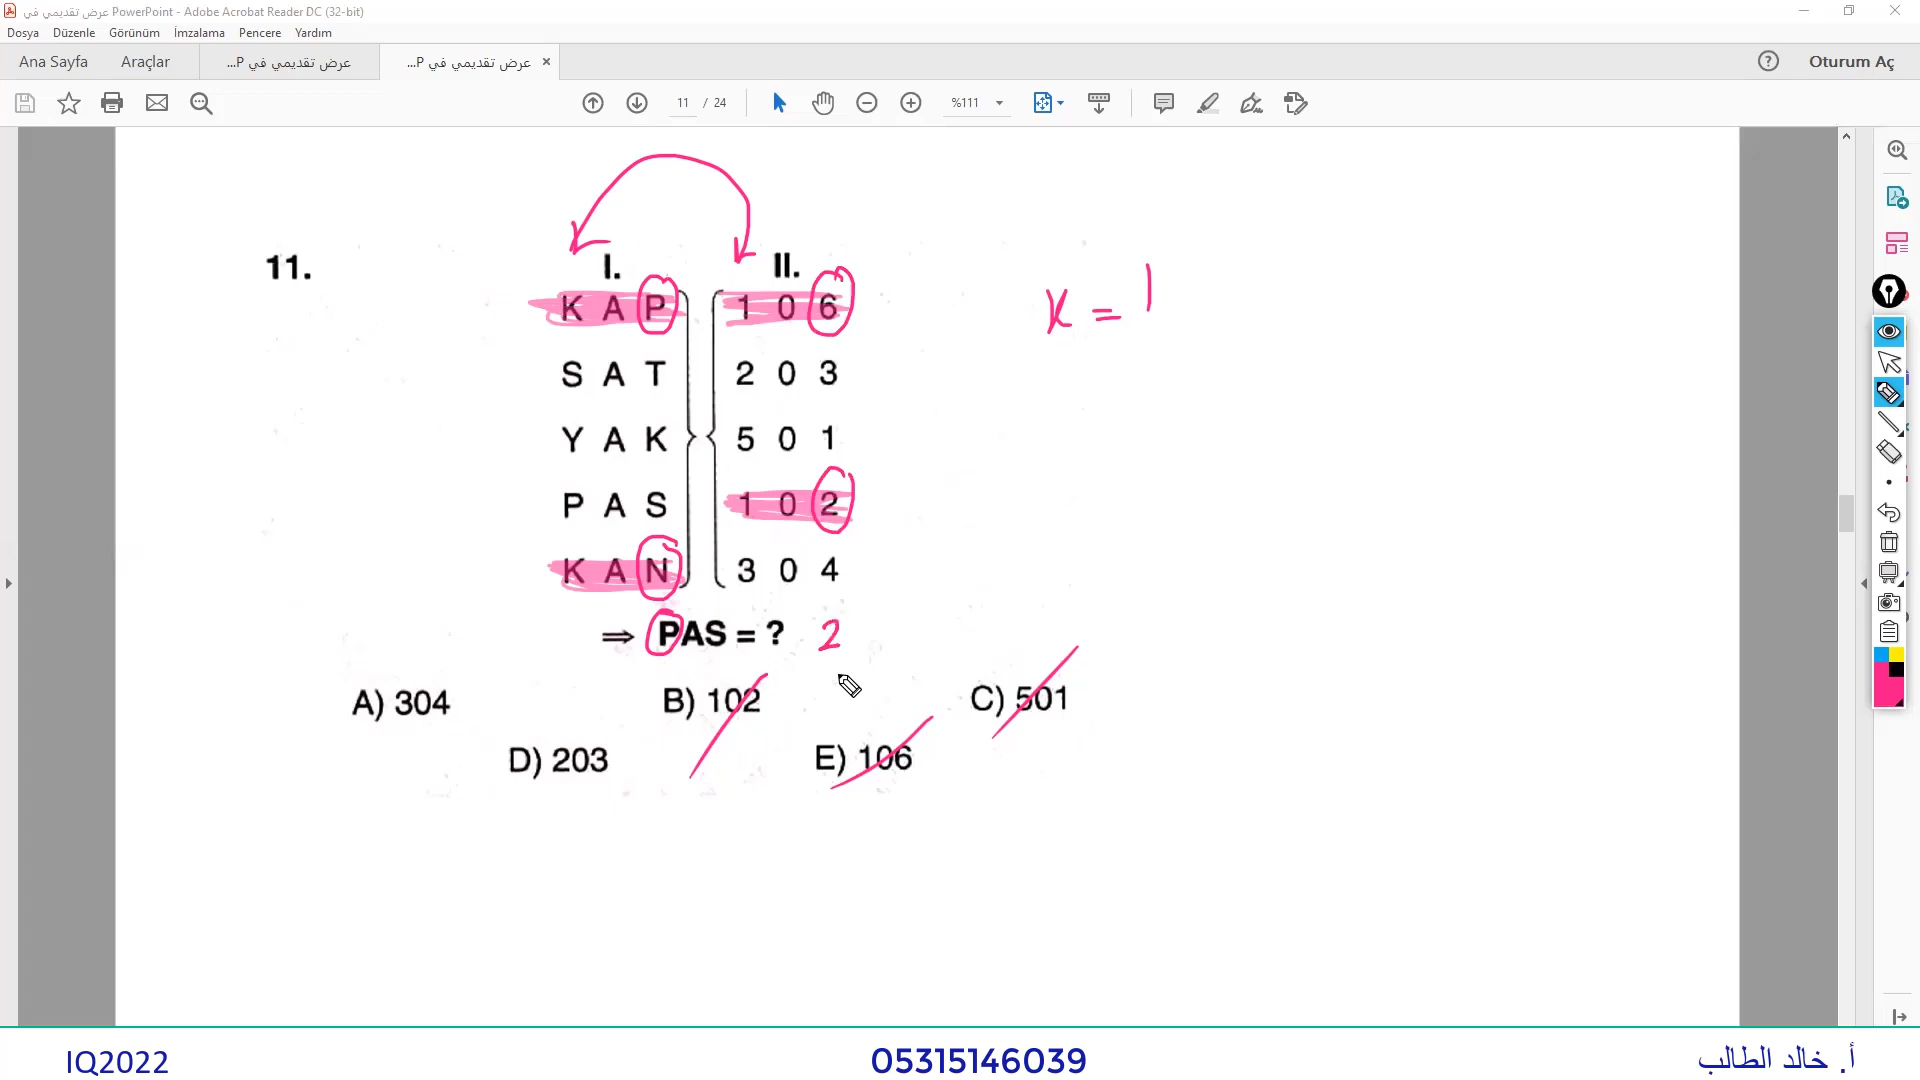 عرض تقديمي في PowerPoint - Adobe Acrobat Reader DC (32-bit)
Dosya Düzenle Görünüm İmzalama Pencere Yardım
Ana Sayfa Araçlar عرض تقديمي في P... عرض تقديمي في P... × ? Oturum Aç
11 / 24 %111
11. I. II.
K A P 1 0 6 K = 1
S A T 2 0 3
Y A K 5 0 1
P A S 1 0 2
K A N 3 0 4
⇒ PAS = ? 2
A) 304 B) 102 C) 501
D) 203 E) 106
IQ2022 05315146039 أ. خالد الطالب